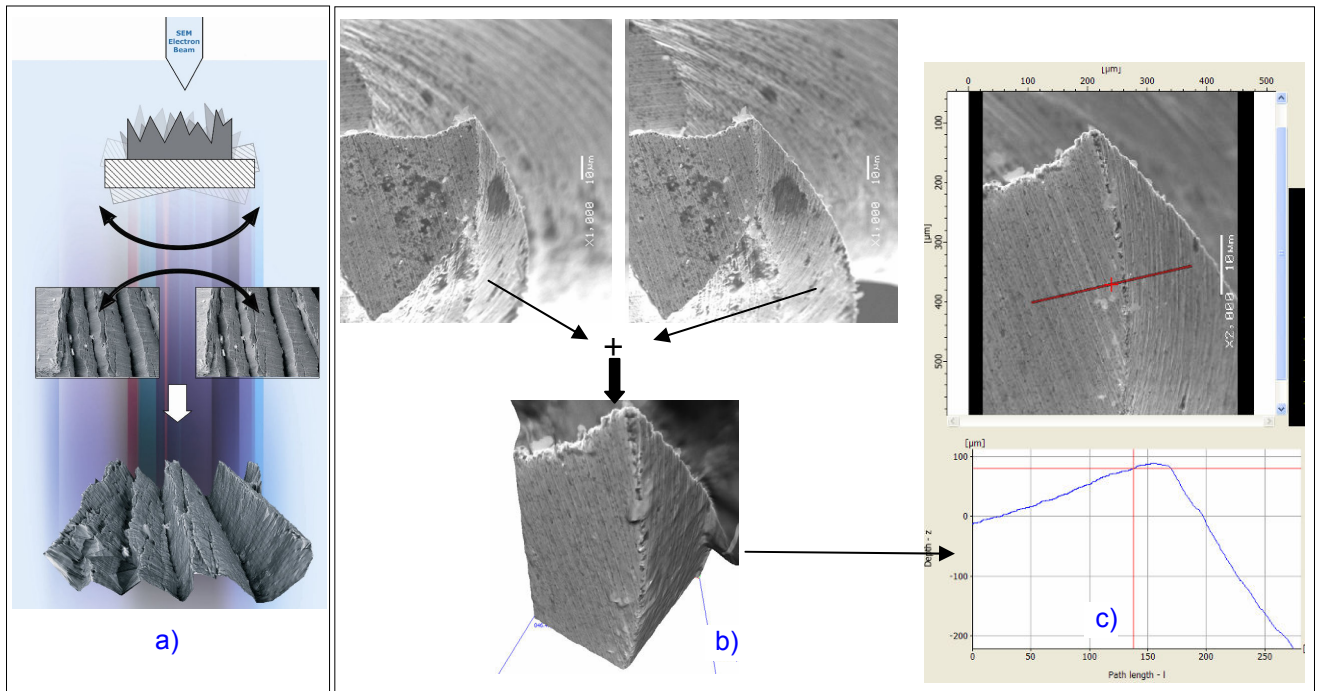 SEM
Electron
Beam
a)
X1,000 10µm
X1,000 10µm
+
b)
[µm]
0 100 200 300 400 500
[µm]
100
200
300
400
500
X2,000 10µm
[µm]
Depth - z
100
0
-100
-200
0 50 100 150 200 250
Path length - l
c)